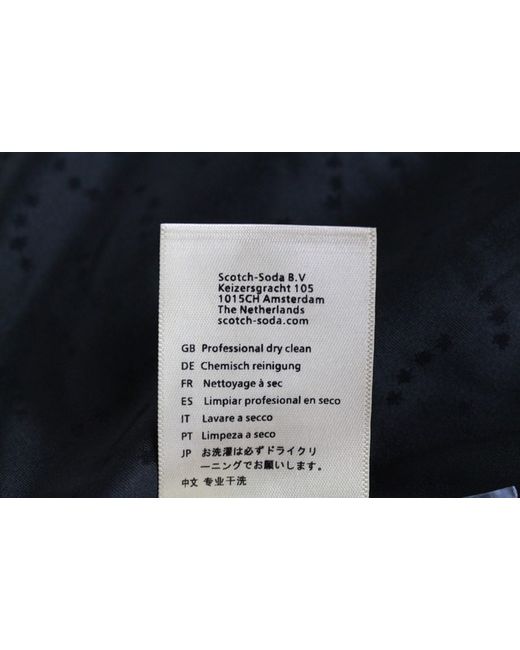 Scotch-Soda B.V
Keizersgracht 105
1015CH Amsterdam
The Netherlands
scotch-soda.com
GB Professional dry clean
DE Chemisch reinigung
FR Nettoyage à sec
ES Limpiar profesional en seco
IT Lavare a secco
PT Limpeza a seco
JP お洗濯は必ずドライクリ
ーニングでお願いします。
中文 专业干洗